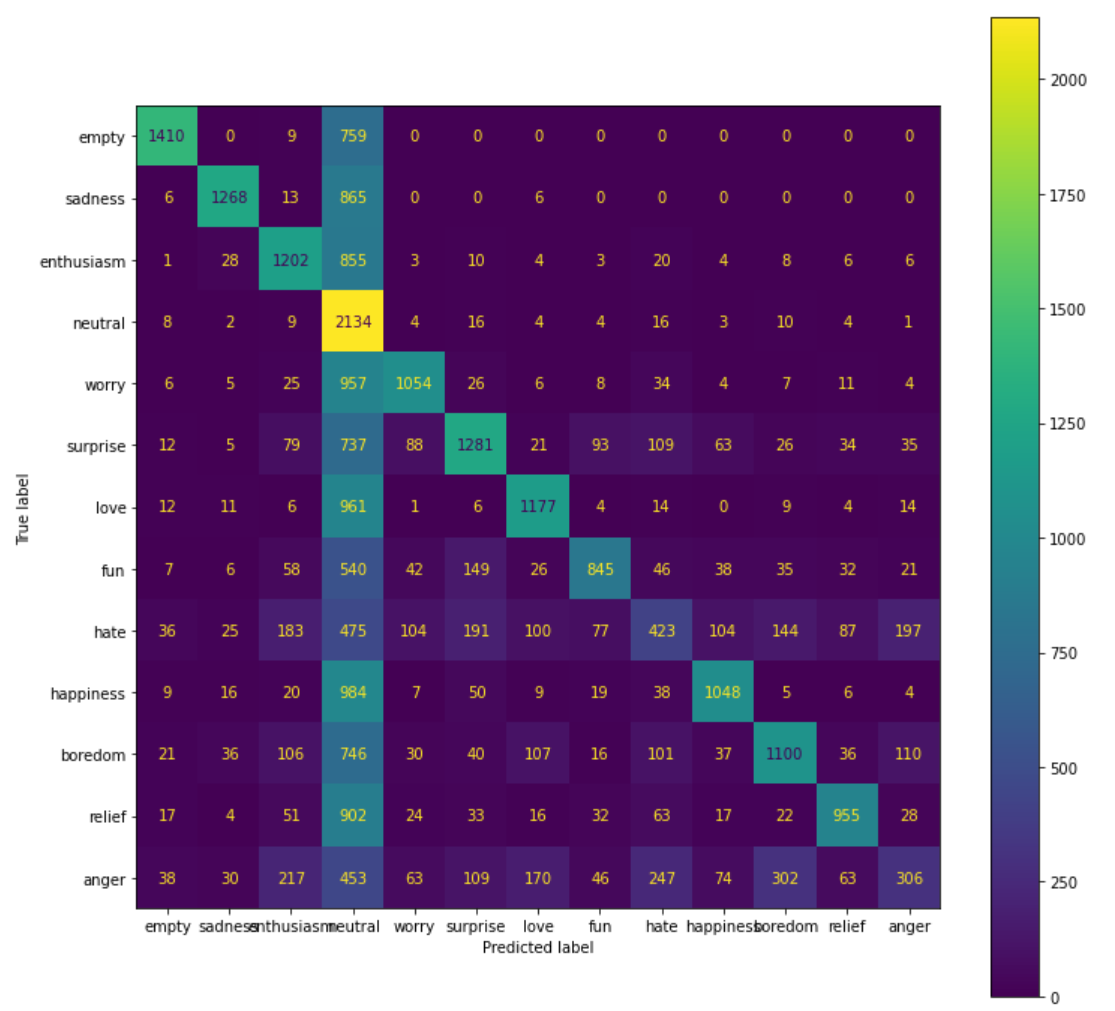 empty 1410 0 9 759 0 0 0 0 0 0 0 0 0
sadness 6 1268 13 865 0 0 6 0 0 0 0 0 0
enthusiasm 1 28 1202 855 3 10 4 3 20 4 8 6 6
neutral 8 2 9 2134 4 16 4 4 16 3 10 4 1
worry 6 5 25 957 1054 26 6 8 34 4 7 11 4
surprise 12 5 79 737 88 1281 21 93 109 63 26 34 35
love 12 11 6 961 1 6 1177 4 14 0 9 4 14
fun 7 6 58 540 42 149 26 845 46 38 35 32 21
hate 36 25 183 475 104 191 100 77 423 104 144 87 197
happiness 9 16 20 984 7 50 9 19 38 1048 5 6 4
boredom 21 36 106 746 30 40 107 16 101 37 1100 36 110
relief 17 4 51 902 24 33 16 32 63 17 22 955 28
anger 38 30 217 453 63 109 170 46 247 74 302 63 306
empty sadness enthusiasm neutral worry surprise love fun hate happiness boredom relief anger
Predicted label
True label
2000
1750
1500
1250
1000
750
500
250
0